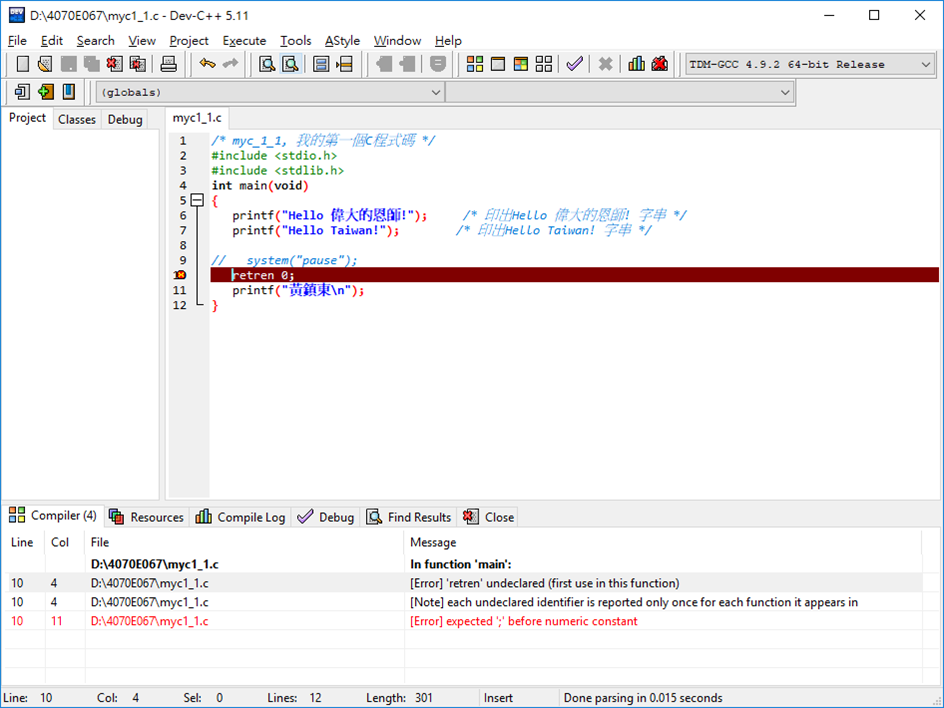 D:\4070E067\myc1_1.c - Dev-C++ 5.11
File Edit Search View Project Execute Tools AStyle Window Help
TDM-GCC 4.9.2 64-bit Release
(globals)
Project Classes Debug myc1_1.c
1 /* myc_1_1, 我的第一個C程式碼 */
2 #include <stdio.h>
3 #include <stdlib.h>
4 int main(void)
5 {
6 printf("Hello 偉大的恩師!"); /* 印出Hello 偉大的恩師! 字串 */
7 printf("Hello Taiwan!"); /* 印出Hello Taiwan! 字串 */
8
9 // system("pause");
10 retren 0;
11 printf("黃鎮東\n");
12 }
Compiler (4) Resources Compile Log Debug Find Results Close
Line Col File Message
D:\4070E067\myc1_1.c In function 'main':
10 4 D:\4070E067\myc1_1.c [Error] 'retren' undeclared (first use in this function)
10 4 D:\4070E067\myc1_1.c [Note] each undeclared identifier is reported only once for each function it appears in
10 11 D:\4070E067\myc1_1.c [Error] expected ';' before numeric constant
Line: 10 Col: 4 Sel: 0 Lines: 12 Length: 301 Insert Done parsing in 0.015 seconds